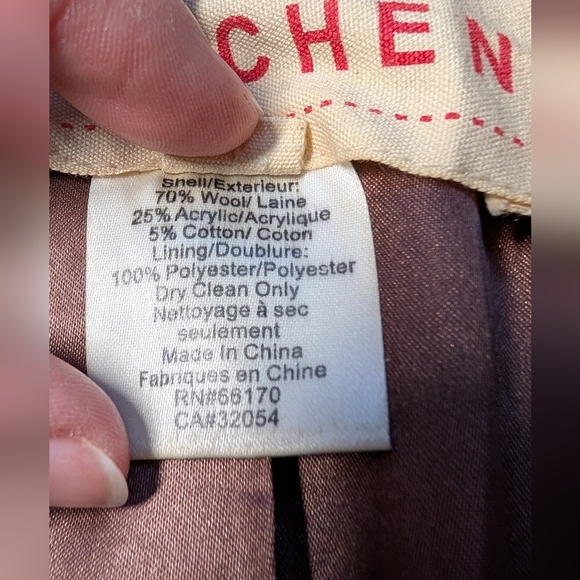 CHEN
Shell/Exterieur:
70% Wool/ Laine
25% Acrylic/Acrylique
5% Cotton/ Coton
Lining/Doublure:
100% Polyester/Polyester
Dry Clean Only
Nettoyage à sec
seulement
Made In China
Fabriques en Chine
RN#66170
CA#32054